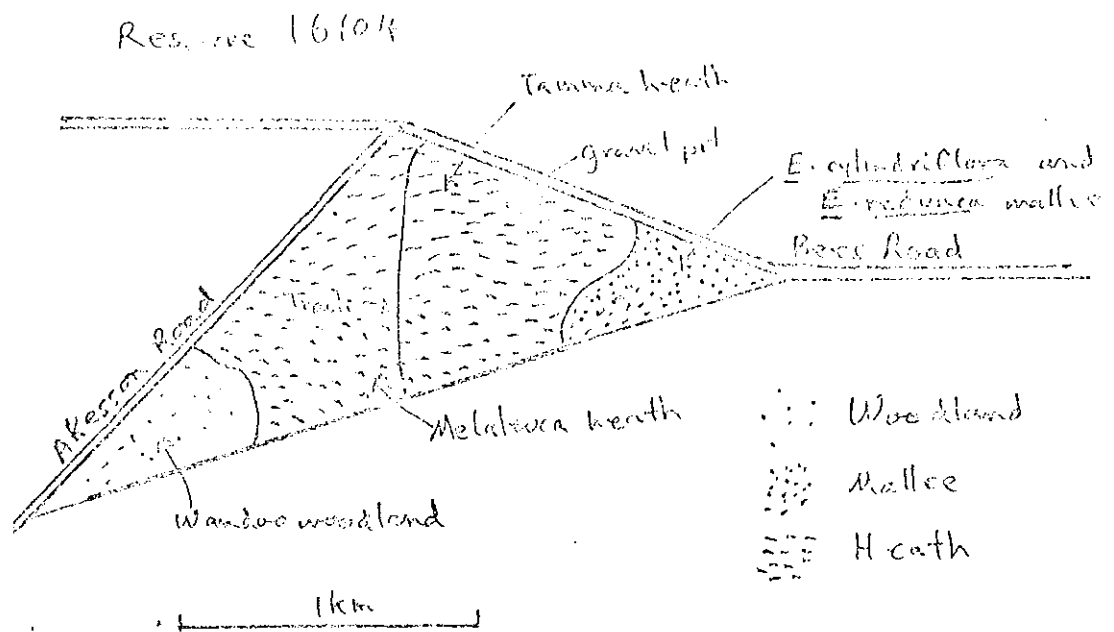 Reserve 16104
Tamma heath
gravel pit
E. cylindriflora and
E. redunca mallee
Bees Road
Track
Akesson Road
Melaleuca heath
Wandoo woodland
Woodland
Mallee
Heath
1km